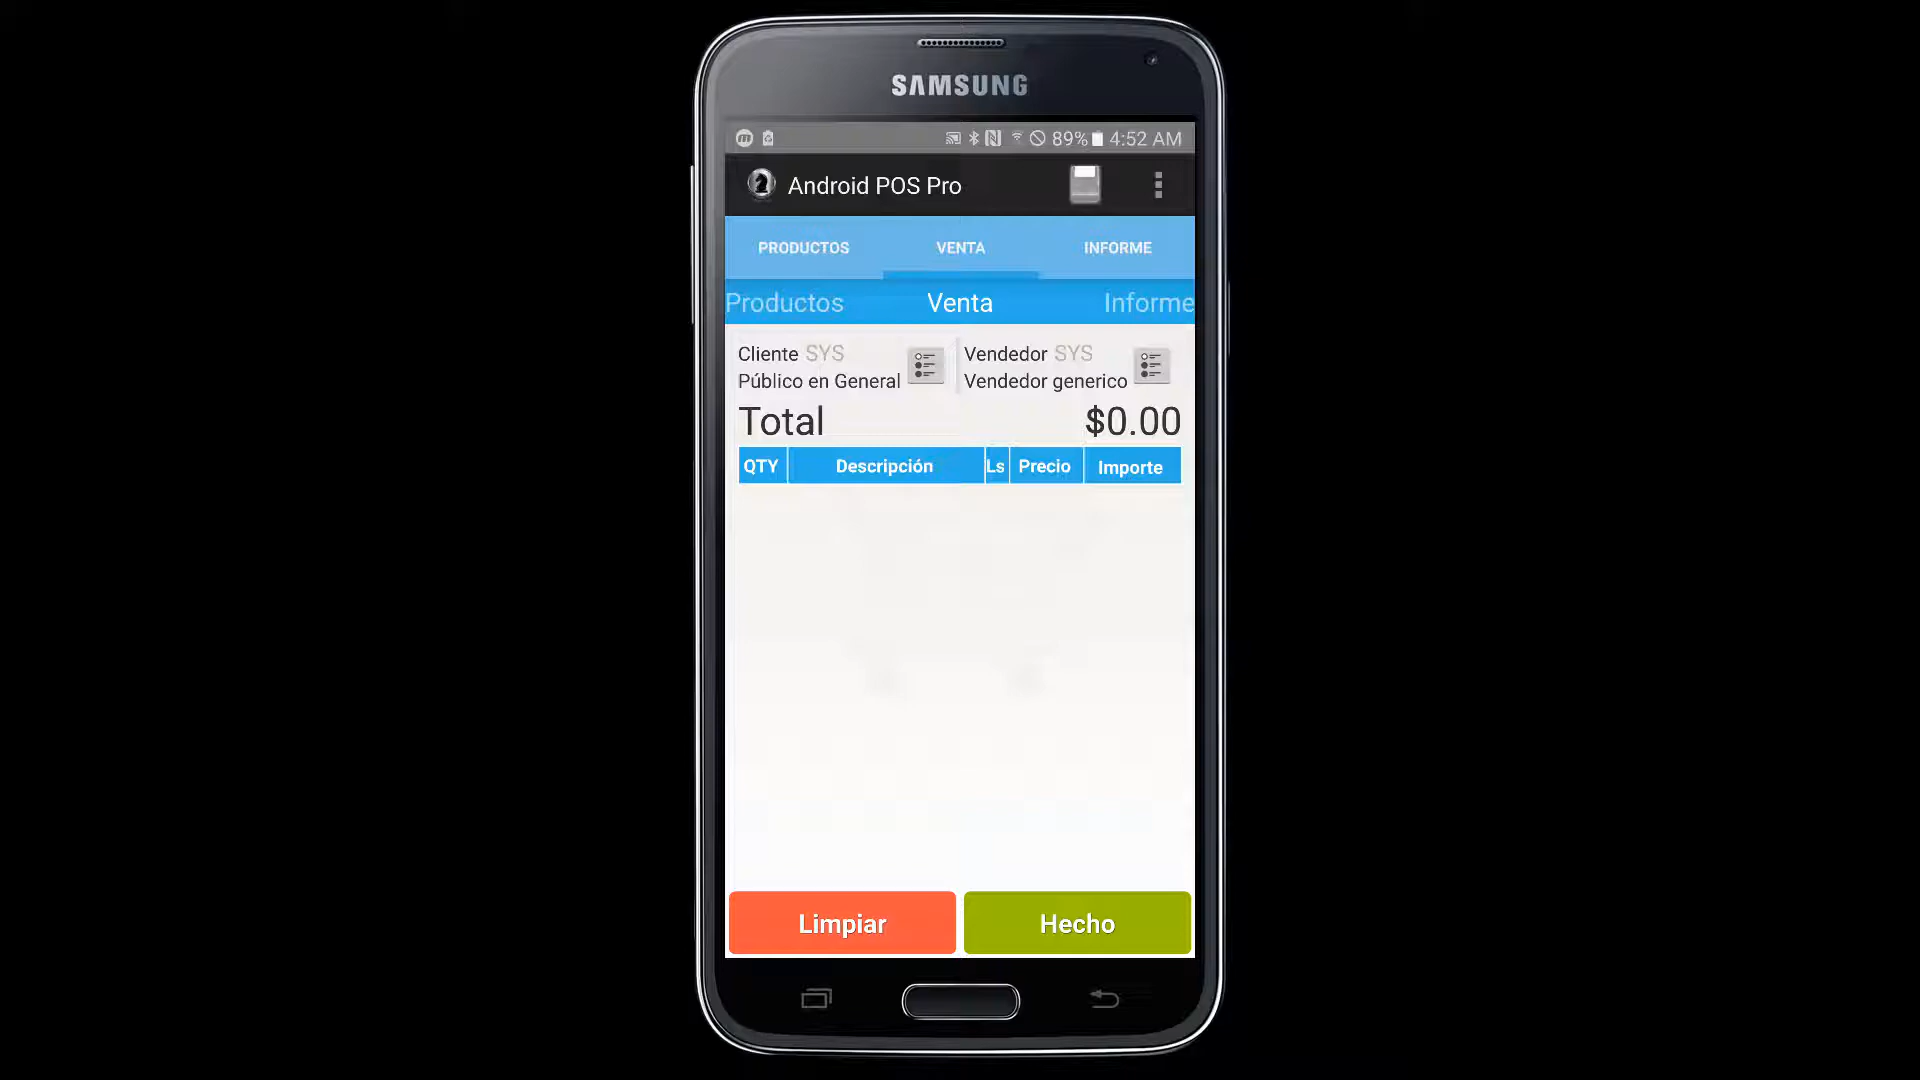 SAMSUNG
89% 4:52 AM
Android POS Pro
PRODUCTOS VENTA INFORME
Productos Venta Informe
Cliente SYS Vendedor SYS
Público en General Vendedor generico
Total $0.00
QTY Descripción Ls Precio Importe
Limpiar Hecho